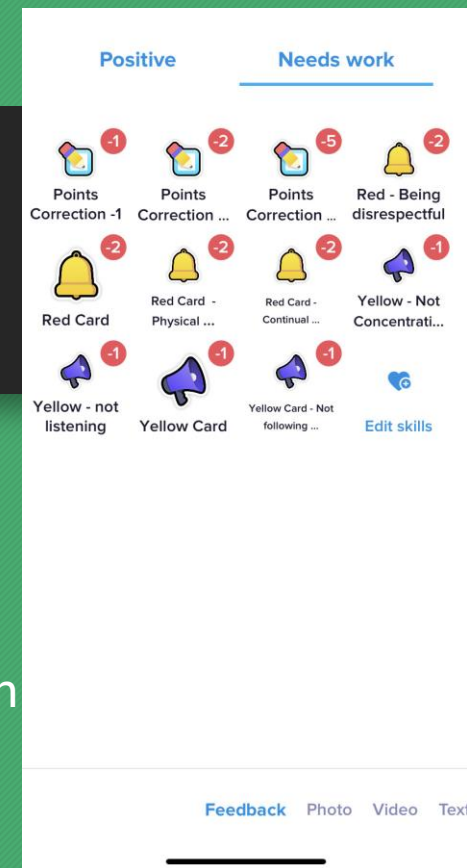 Positive Needs work
-1 -2 -5 -2
Points Points Points Red - Being
Correction -1 Correction ... Correction ... disrespectful
-2 -2 -2 -1
Red Card
Red Card -
Physical ...
Red Card -
Continual ...
Yellow - Not
Concentrati...
-1 -1 -1
Yellow - not
listening
Yellow Card
Yellow Card - Not
following ...
Edit skills
Feedback Photo Video Text